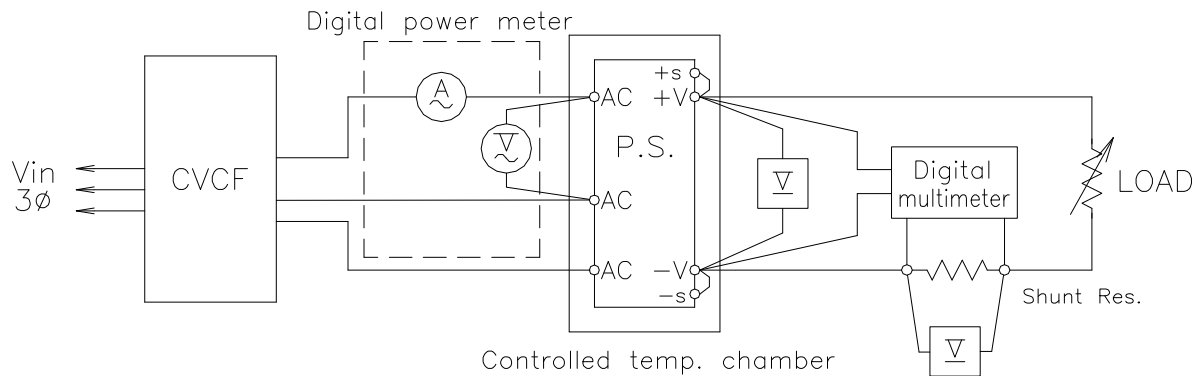 Digital power meter
Vin
3ø
CVCF
A
V
AC
AC
AC
P.S.
+s
+V
-V
-s
V
Digital
multimeter
LOAD
Shunt Res.
V
Controlled temp. chamber